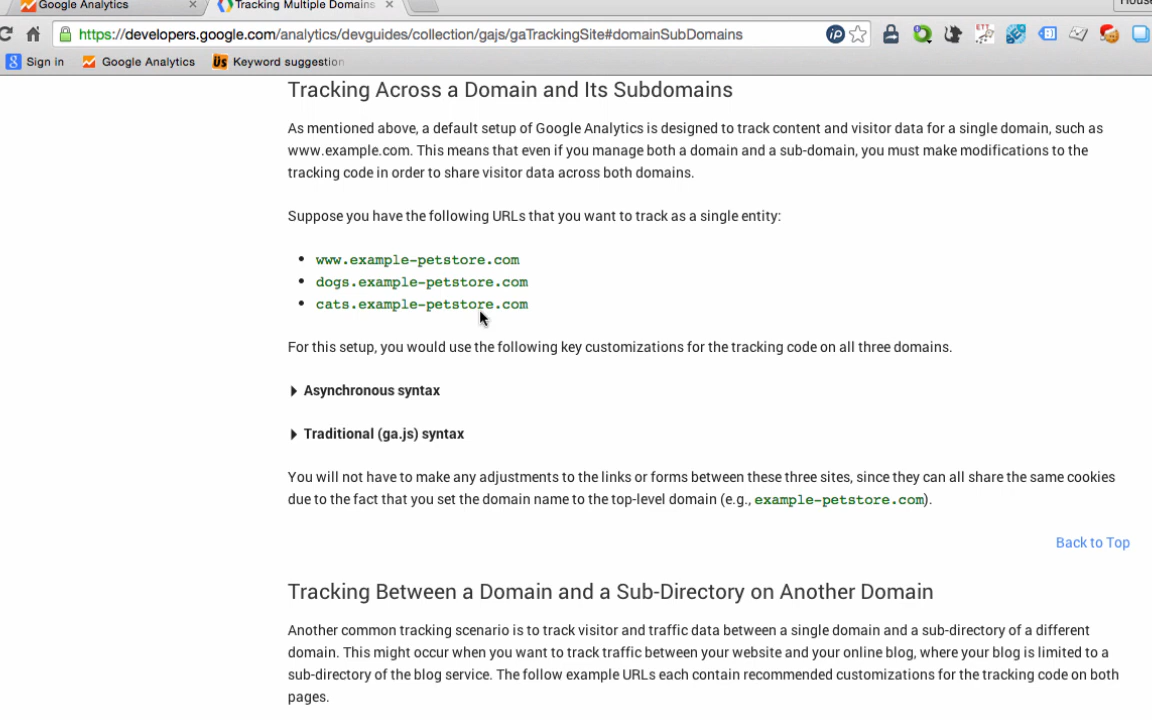 Google Analytics
Tracking Multiple Domains
https://developers.google.com/analytics/devguides/collection/gajs/gaTrackingSite#domainSubDomains
Sign in Google Analytics Keyword suggestion
Tracking Across a Domain and Its Subdomains
As mentioned above, a default setup of Google Analytics is designed to track content and visitor data for a single domain, such as
www.example.com. This means that even if you manage both a domain and a sub-domain, you must make modifications to the
tracking code in order to share visitor data across both domains.
Suppose you have the following URLs that you want to track as a single entity:
• www.example-petstore.com
• dogs.example-petstore.com
• cats.example-petstore.com
For this setup, you would use the following key customizations for the tracking code on all three domains.
Asynchronous syntax
Traditional (ga.js) syntax
You will not have to make any adjustments to the links or forms between these three sites, since they can all share the same cookies
due to the fact that you set the domain name to the top-level domain (e.g., example-petstore.com).
Back to Top
Tracking Between a Domain and a Sub-Directory on Another Domain
Another common tracking scenario is to track visitor and traffic data between a single domain and a sub-directory of a different
domain. This might occur when you want to track traffic between your website and your online blog, where your blog is limited to a
sub-directory of the blog service. The follow example URLs each contain recommended customizations for the tracking code on both
pages.